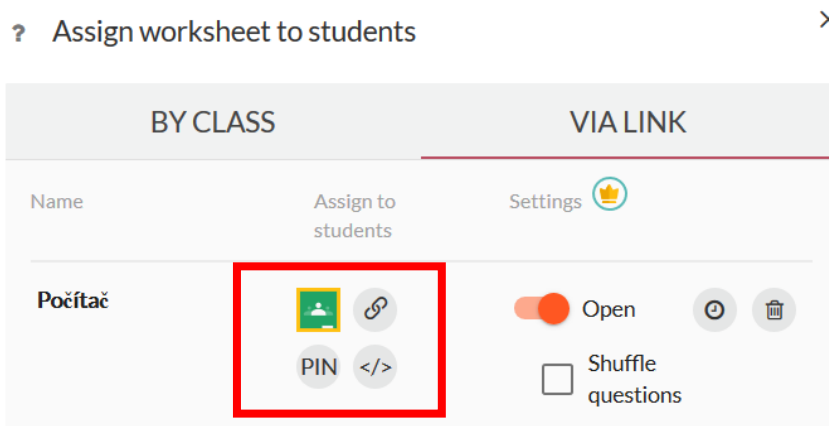 ? Assign worksheet to students
BY CLASS VIA LINK
Name Assign to students Settings
Počítač Open
PIN </> Shuffle questions